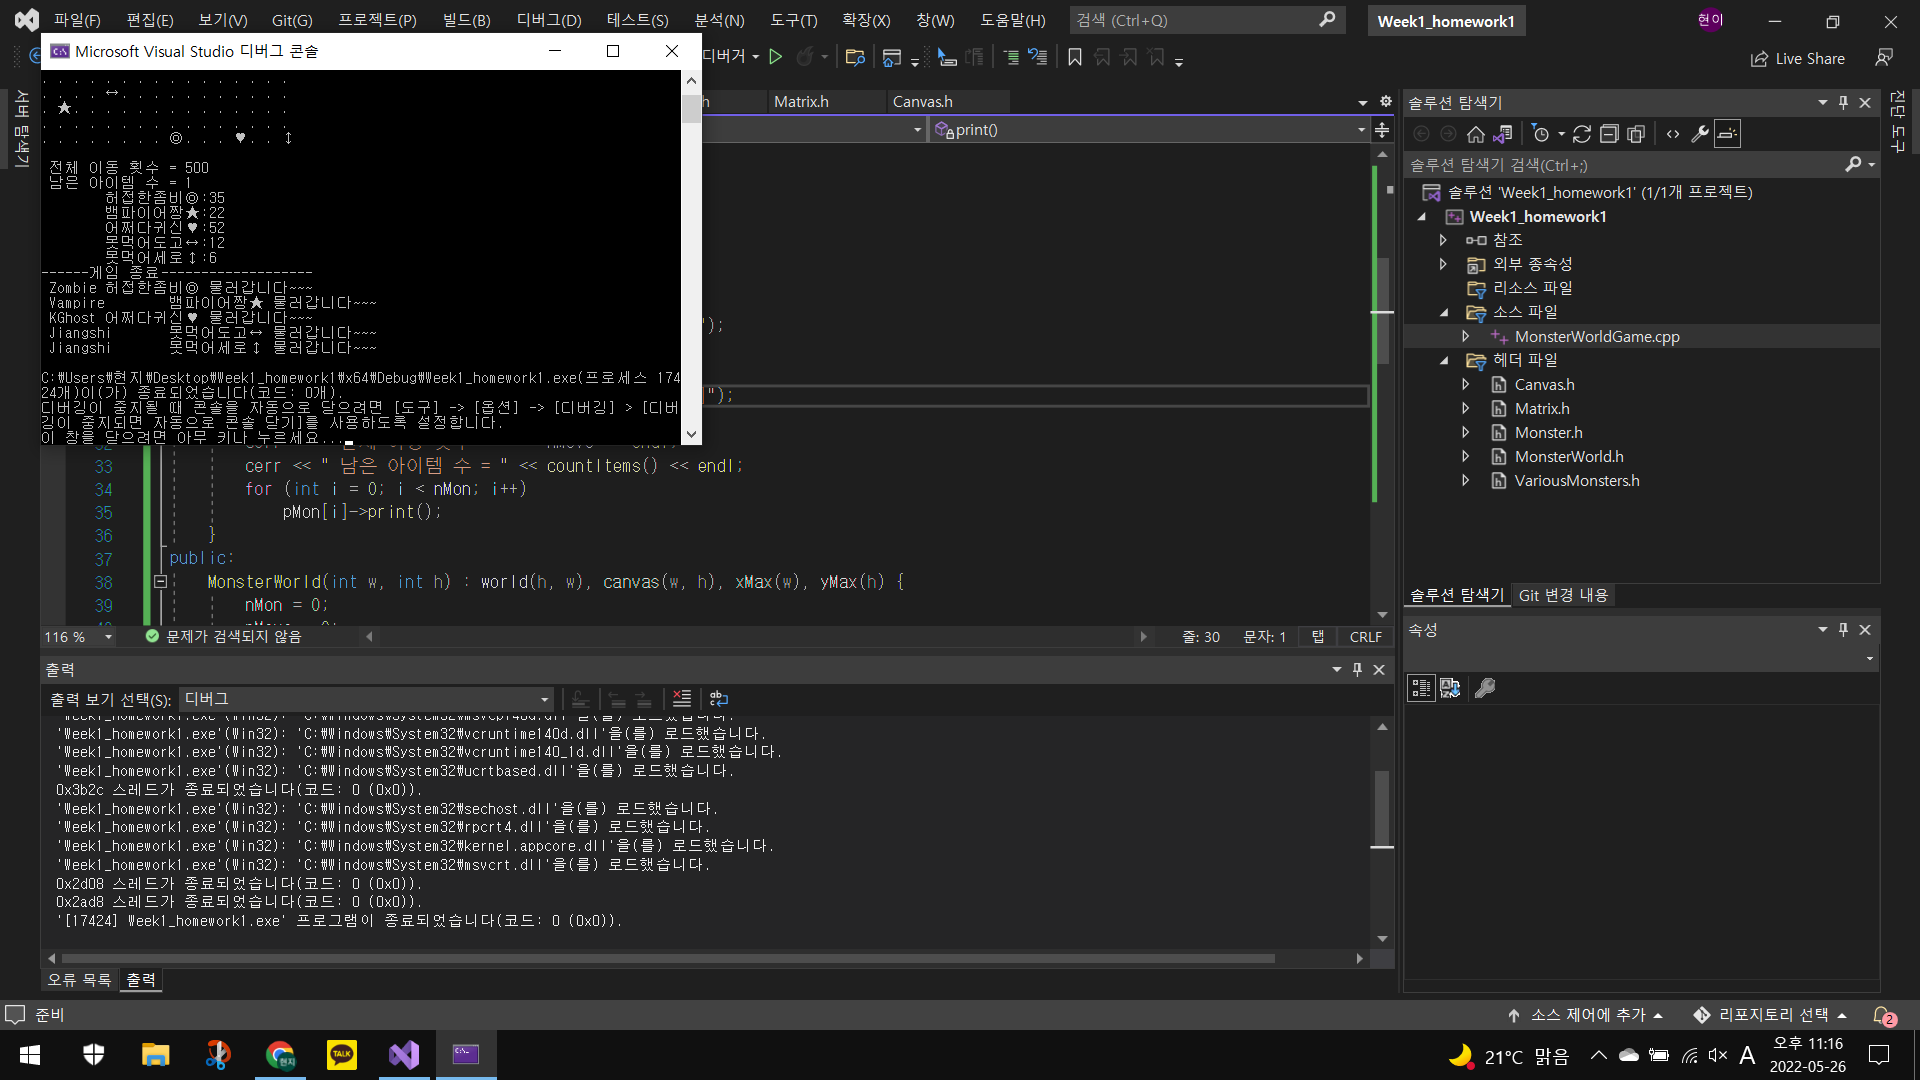 파일(F) 편집(E) 보기(V) Git(G) 프로젝트(P) 빌드(B) 디버그(D) 테스트(S) 분석(N) 도구(T) 확장(X) 창(W) 도움말(H) 검색 (Ctrl+Q) Week1_homework1 현이
Microsoft Visual Studio 디버그 콘솔
디버거
Live Share
서버 탐색기
진단 도구
Matrix.h
Canvas.h
print()
전체 이동 횟수 = 500
남은 아이템 수 = 1
허접한좀비◎:35
뱀파이어짱★:22
어쩌다귀신♥:52
못먹어도고↔:12
못먹어세로↕:6
------게임 종료-------------------
Zombie 허접한좀비◎ 물러갑니다~~~
Vampire 뱀파이어짱★ 물러갑니다~~~
KGhost 어쩌다귀신♥ 물러갑니다~~~
Jiangshi 못먹어도고↔ 물러갑니다~~~
Jiangshi 못먹어세로↕ 물러갑니다~~~
C:₩Users₩현지₩Desktop₩Week1_homework1₩x64₩Debug₩Week1_homework1.exe(프로세스 174
24개)이(가) 종료되었습니다(코드: 0개).
디버깅이 중지될 때 콘솔을 자동으로 닫으려면 [도구] -> [옵션] -> [디버깅] > [디버
깅이 중지되면 자동으로 콘솔 닫기]를 사용하도록 설정합니다.
이 창을 닫으려면 아무 키나 누르세요...
");
");
33 cerr << " 남은 아이템 수 = " << countItems() << endl;
34 for (int i = 0; i < nMon; i++)
35 pMon[i]->print();
36 }
37 public:
38 MonsterWorld(int w, int h) : world(h, w), canvas(w, h), xMax(w), yMax(h) {
39 nMon = 0;
116 % 문제가 검색되지 않음 줄: 30 문자: 1 탭 CRLF
출력
출력 보기 선택(S): 디버그
'Week1_homework1.exe'(Win32): 'C:₩Windows₩System32₩msvcp140d.dll'을(를) 로드했습니다.
'Week1_homework1.exe'(Win32): 'C:₩Windows₩System32₩vcruntime140d.dll'을(를) 로드했습니다.
'Week1_homework1.exe'(Win32): 'C:₩Windows₩System32₩vcruntime140_1d.dll'을(를) 로드했습니다.
'Week1_homework1.exe'(Win32): 'C:₩Windows₩System32₩ucrtbased.dll'을(를) 로드했습니다.
0x3b2c 스레드가 종료되었습니다(코드: 0 (0x0)).
'Week1_homework1.exe'(Win32): 'C:₩Windows₩System32₩sechost.dll'을(를) 로드했습니다.
'Week1_homework1.exe'(Win32): 'C:₩Windows₩System32₩rpcrt4.dll'을(를) 로드했습니다.
'Week1_homework1.exe'(Win32): 'C:₩Windows₩System32₩kernel.appcore.dll'을(를) 로드했습니다.
'Week1_homework1.exe'(Win32): 'C:₩Windows₩System32₩msvcrt.dll'을(를) 로드했습니다.
0x2d08 스레드가 종료되었습니다(코드: 0 (0x0)).
0x2ad8 스레드가 종료되었습니다(코드: 0 (0x0)).
'[17424] Week1_homework1.exe' 프로그램이 종료되었습니다(코드: 0 (0x0)).
오류 목록 출력
솔루션 탐색기
솔루션 탐색기 검색(Ctrl+;)
솔루션 'Week1_homework1' (1/1개 프로젝트)
Week1_homework1
참조
외부 종속성
리소스 파일
소스 파일
MonsterWorldGame.cpp
헤더 파일
Canvas.h
Matrix.h
Monster.h
MonsterWorld.h
VariousMonsters.h
솔루션 탐색기 Git 변경 내용
속성
준비 소스 제어에 추가 리포지토리 선택 2
TALK
현지
21°C 맑음 A 오후 11:16
2022-05-26